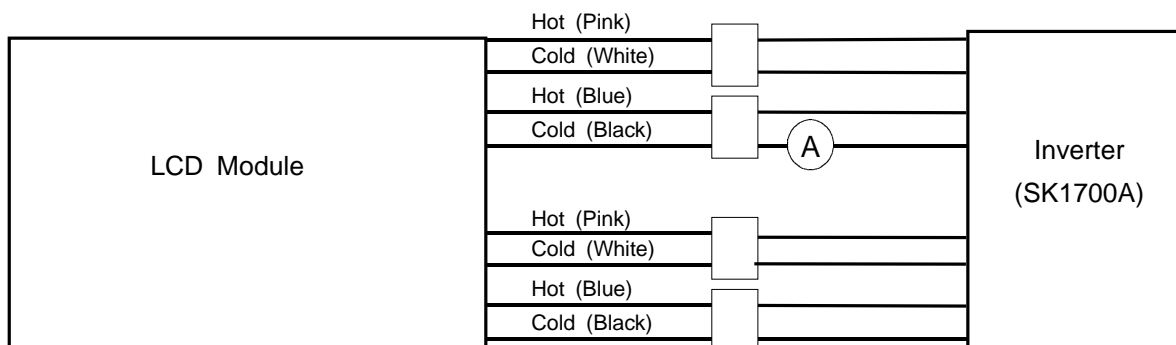 Hot (Pink)
Cold (White)
Hot (Blue)
Cold (Black)
A
LCD Module
Inverter
(SK1700A)
Hot (Pink)
Cold (White)
Hot (Blue)
Cold (Black)